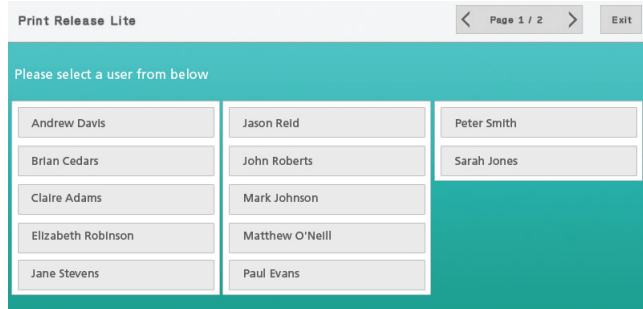 Print Release Lite
Page 1 / 2
Exit
Please select a user from below
Andrew Davis
Brian Cedars
Claire Adams
Elizabeth Robinson
Jane Stevens
Jason Reid
John Roberts
Mark Johnson
Matthew O'Neill
Paul Evans
Peter Smith
Sarah Jones